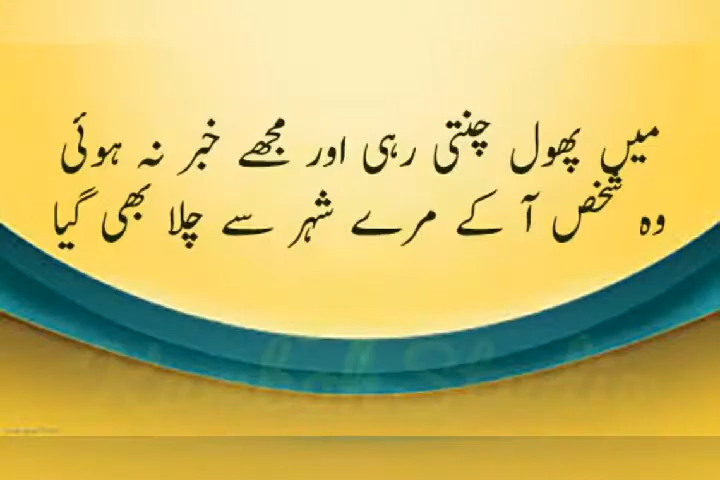 میں پھول چنتی رہی اور مجھے خبر نہ ہوئی
وہ شخص آ کے مرے شہر سے چلا بھی گیا